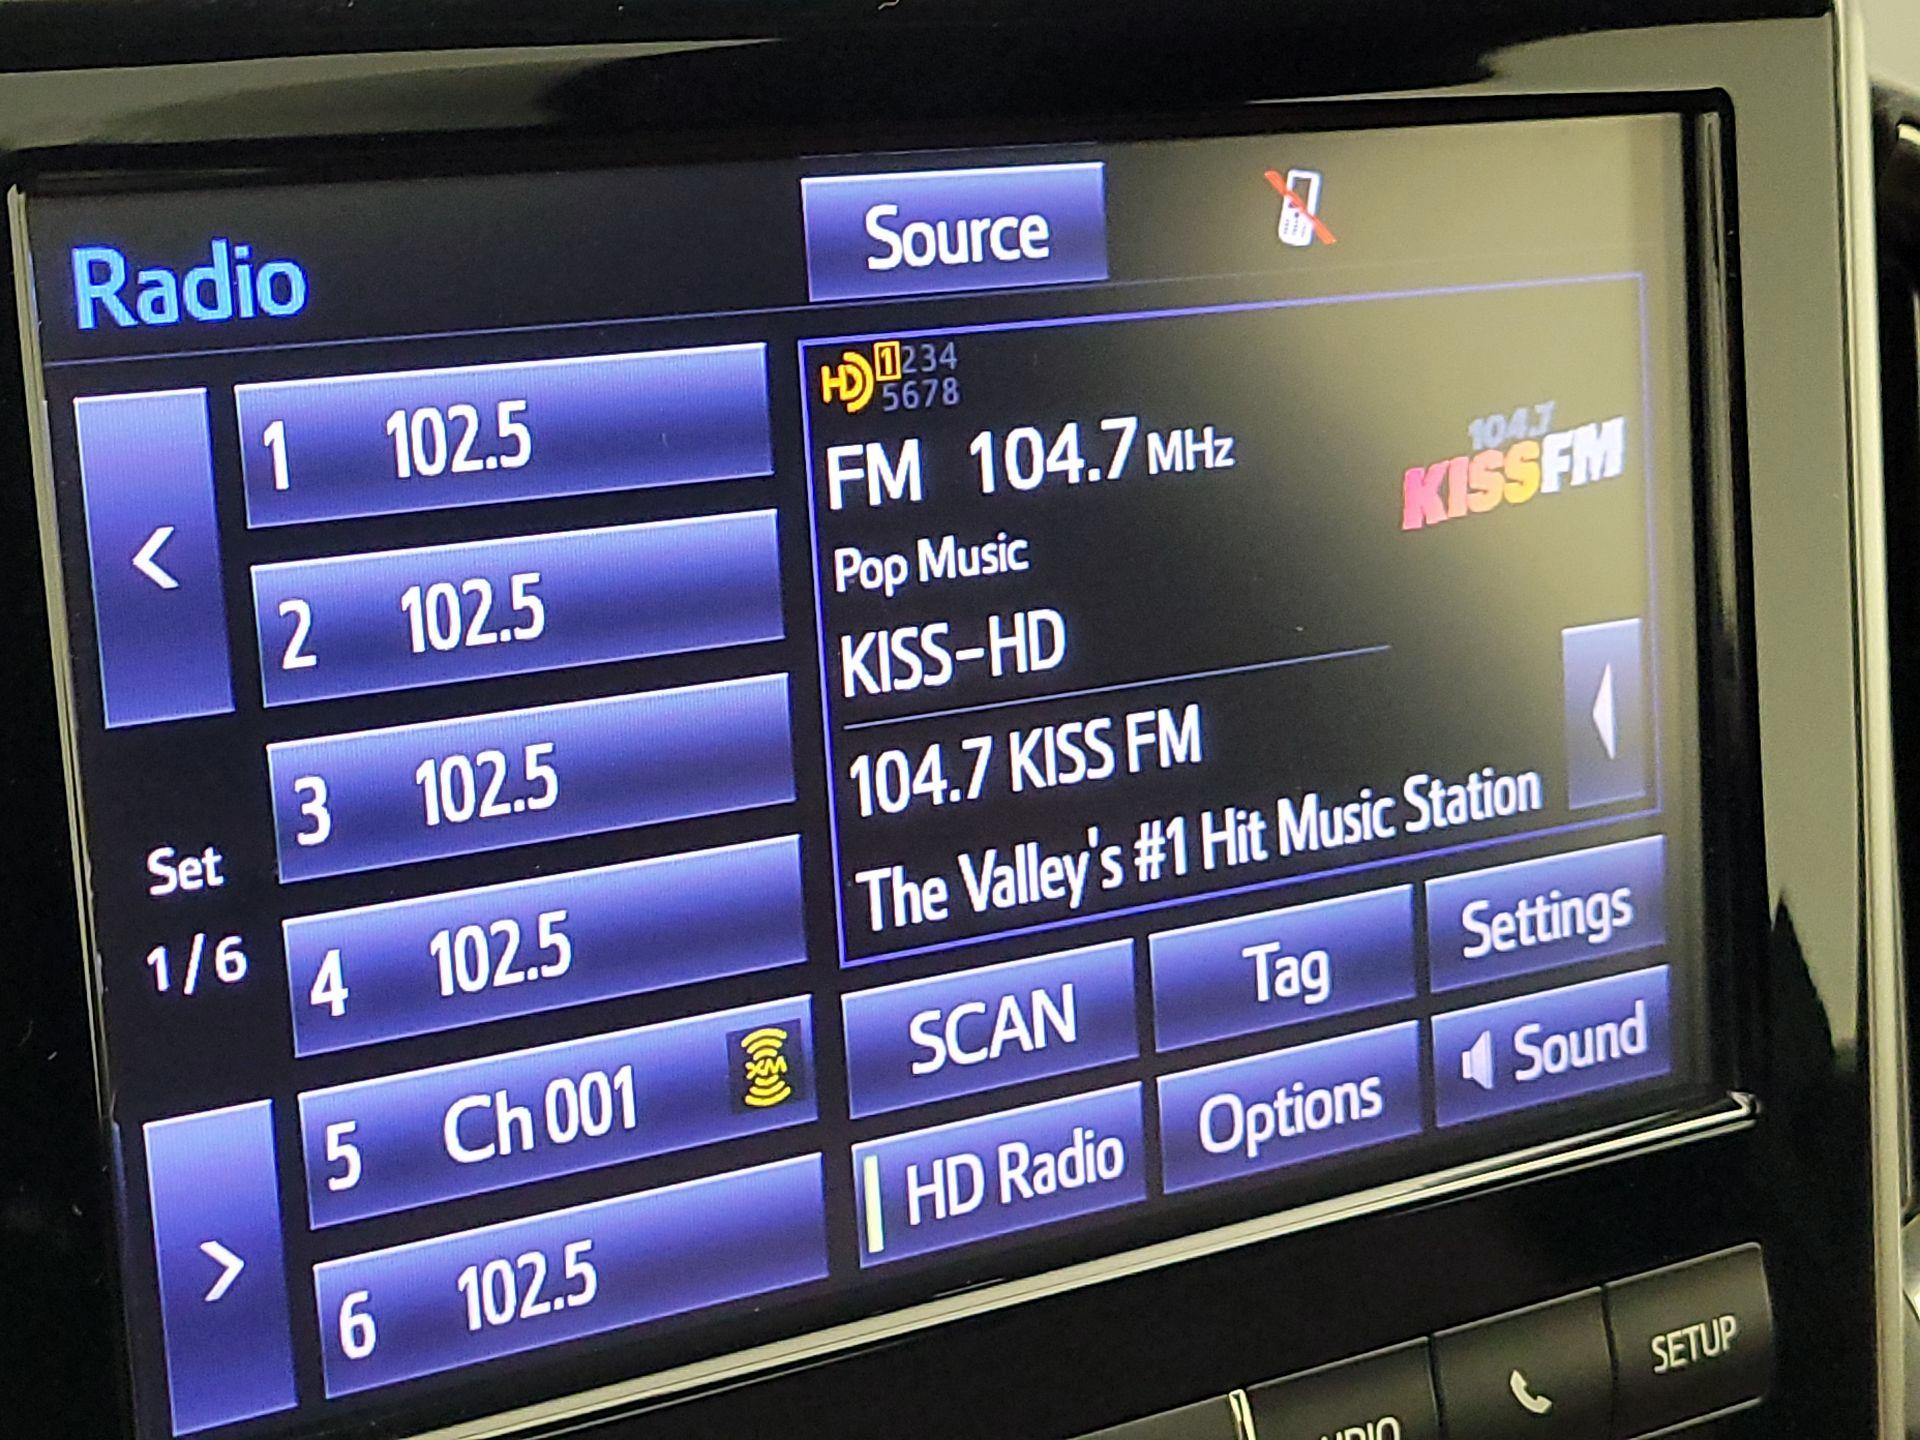 Source
Radio
1 102.5
2 102.5
3 102.5
4 102.5
5 Ch 001 XM
6 102.5
<
Set
1/6
>
HD 1234
5678
FM 104.7 MHz
104.7
KISSFM
Pop Music
KISS-HD
104.7 KISS FM
The Valley's #1 Hit Music Station
SCAN
Tag
Settings
HD Radio
Options
Sound
SETUP